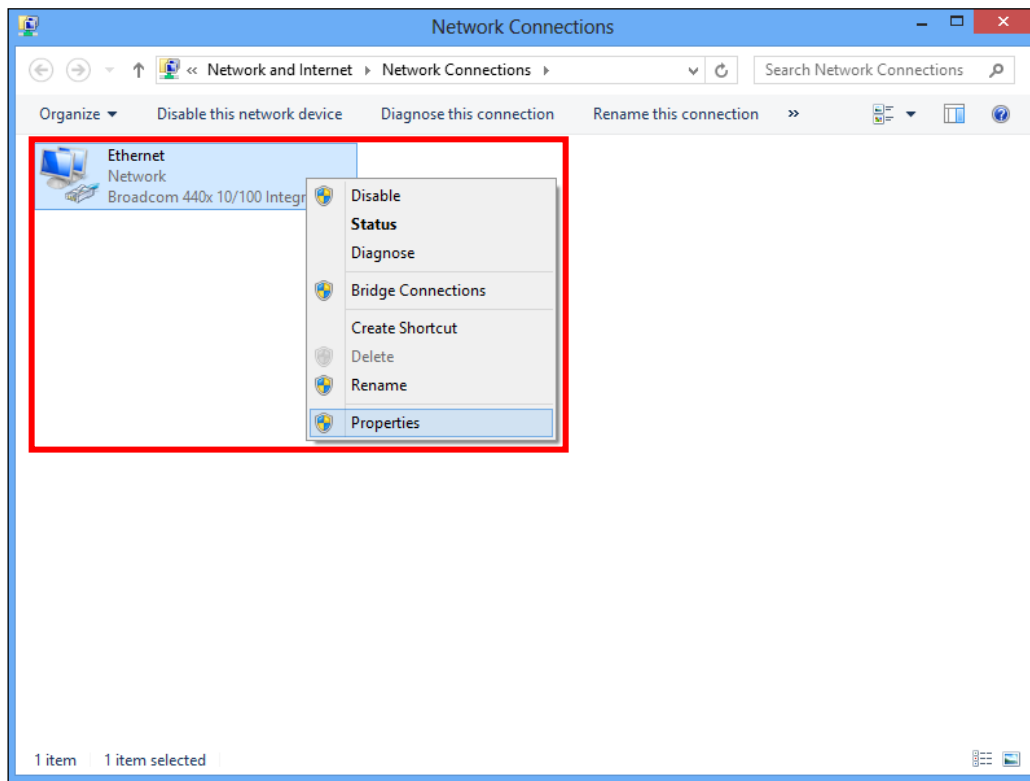 Network Connections
« Network and Internet Network Connections Search Network Connections
Organize Disable this network device Diagnose this connection Rename this connection »
Ethernet
Network
Broadcom 440x 10/100 Integr
Disable
Status
Diagnose
Bridge Connections
Create Shortcut
Delete
Rename
Properties
1 item 1 item selected